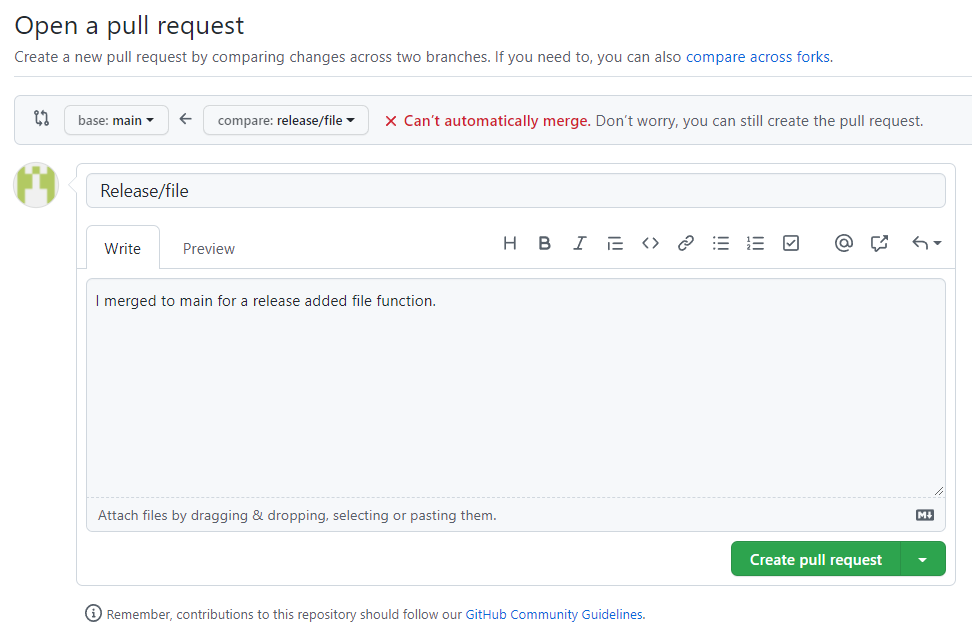 Open a pull request
Create a new pull request by comparing changes across two branches. If you need to, you can also compare across forks.
base: main compare: release/file Can’t automatically merge. Don’t worry, you can still create the pull request.
Release/file
Write Preview
I merged to main for a release added file function.
Attach files by dragging & dropping, selecting or pasting them.
Create pull request
Remember, contributions to this repository should follow our GitHub Community Guidelines.